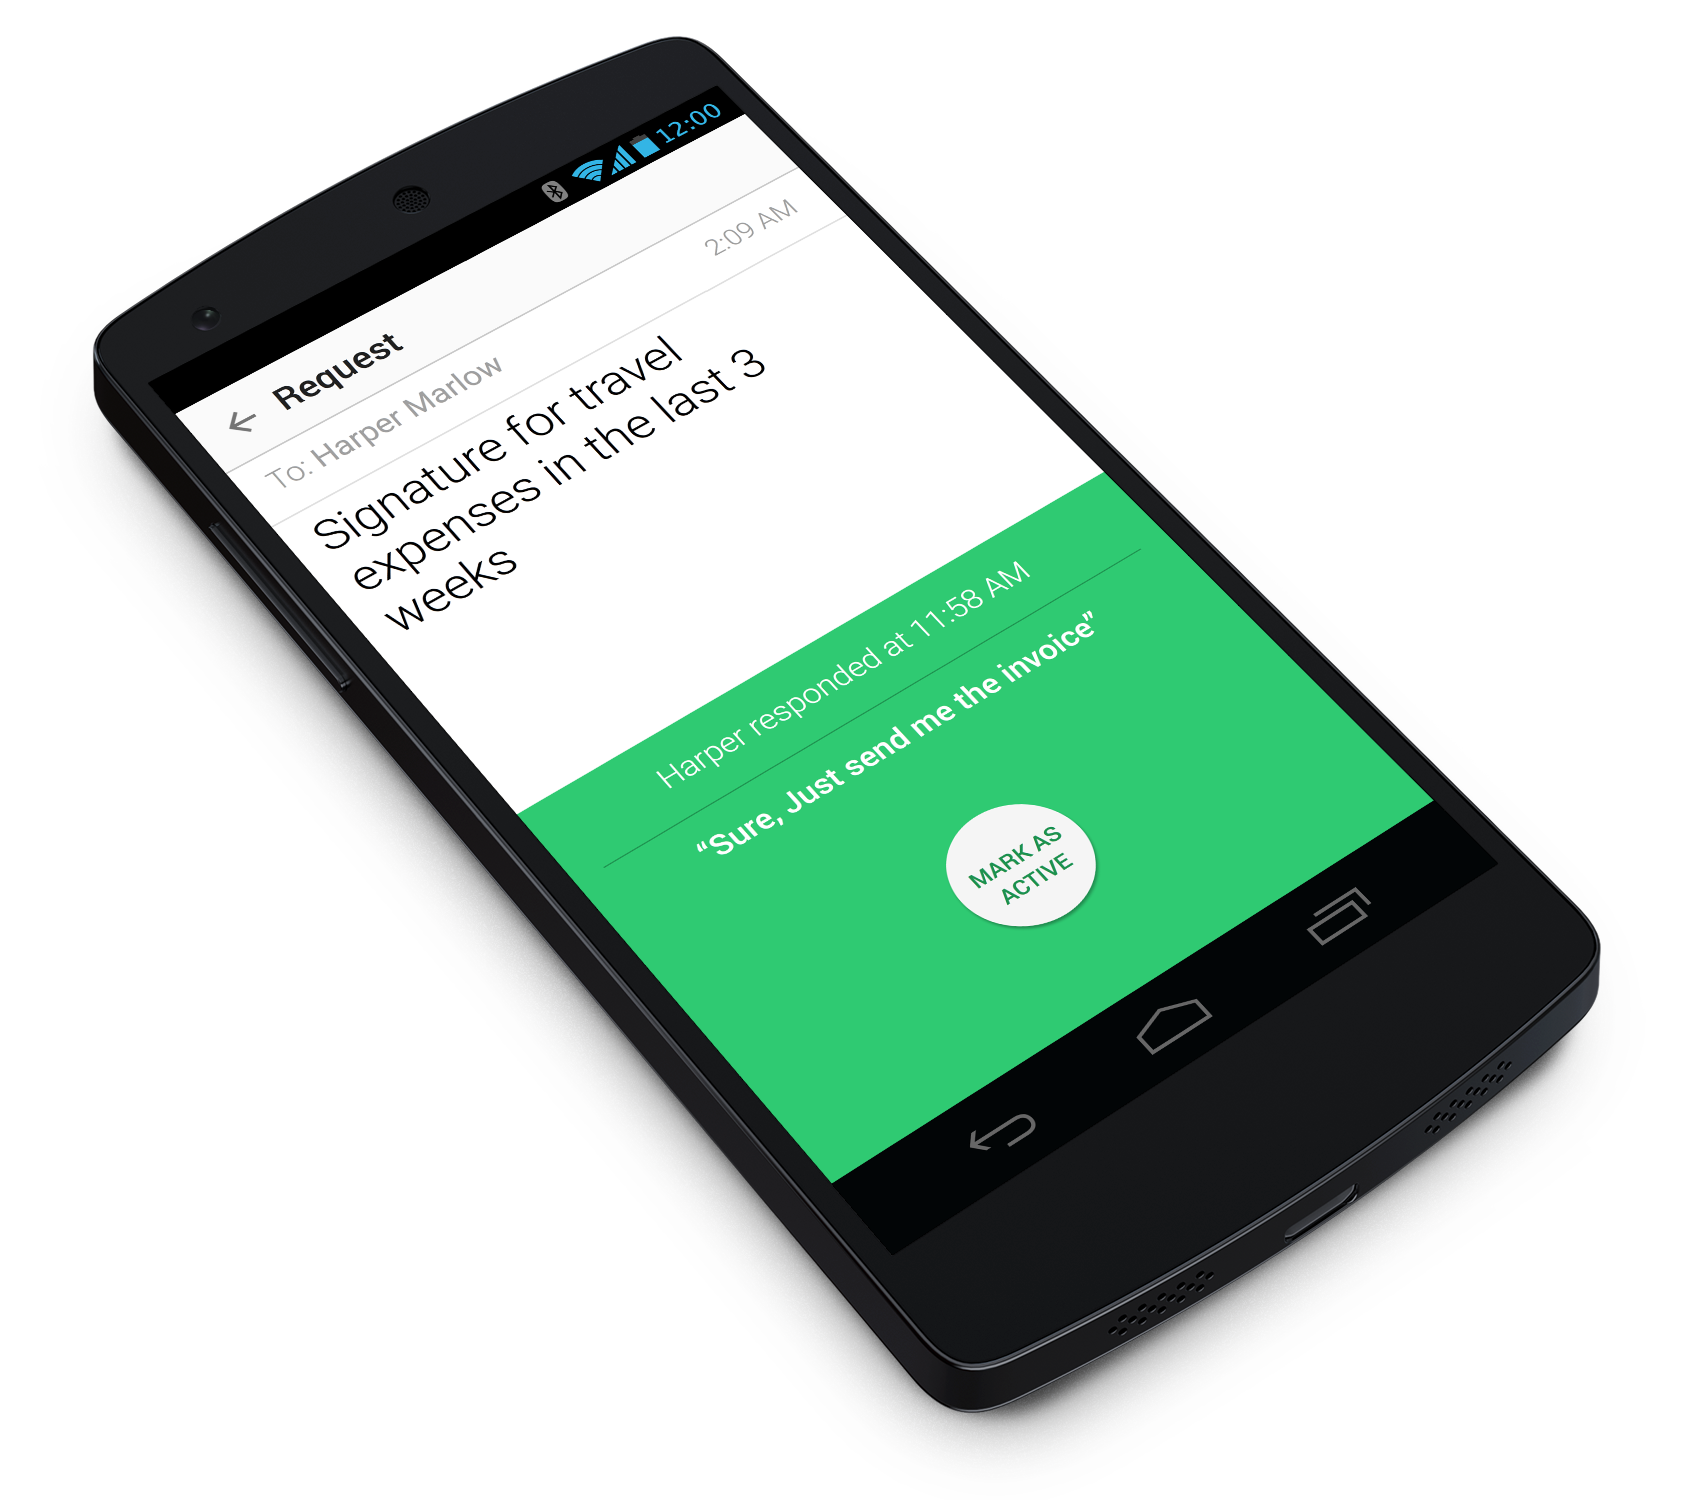 12:00
Request
To: Harper Marlow 2:09 AM
Signature for travel
expenses in the last 3
weeks
Harper responded at 11:58 AM
“Sure, Just send me the invoice”
MARK AS
ACTIVE